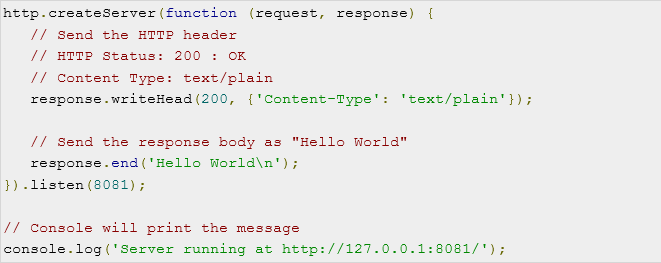 http.createServer(function (request, response) {
   // Send the HTTP header
   // HTTP Status: 200 : OK
   // Content Type: text/plain
   response.writeHead(200, {'Content-Type': 'text/plain'});

   // Send the response body as "Hello World"
   response.end('Hello World\n');
}).listen(8081);

// Console will print the message
console.log('Server running at http://127.0.0.1:8081/');